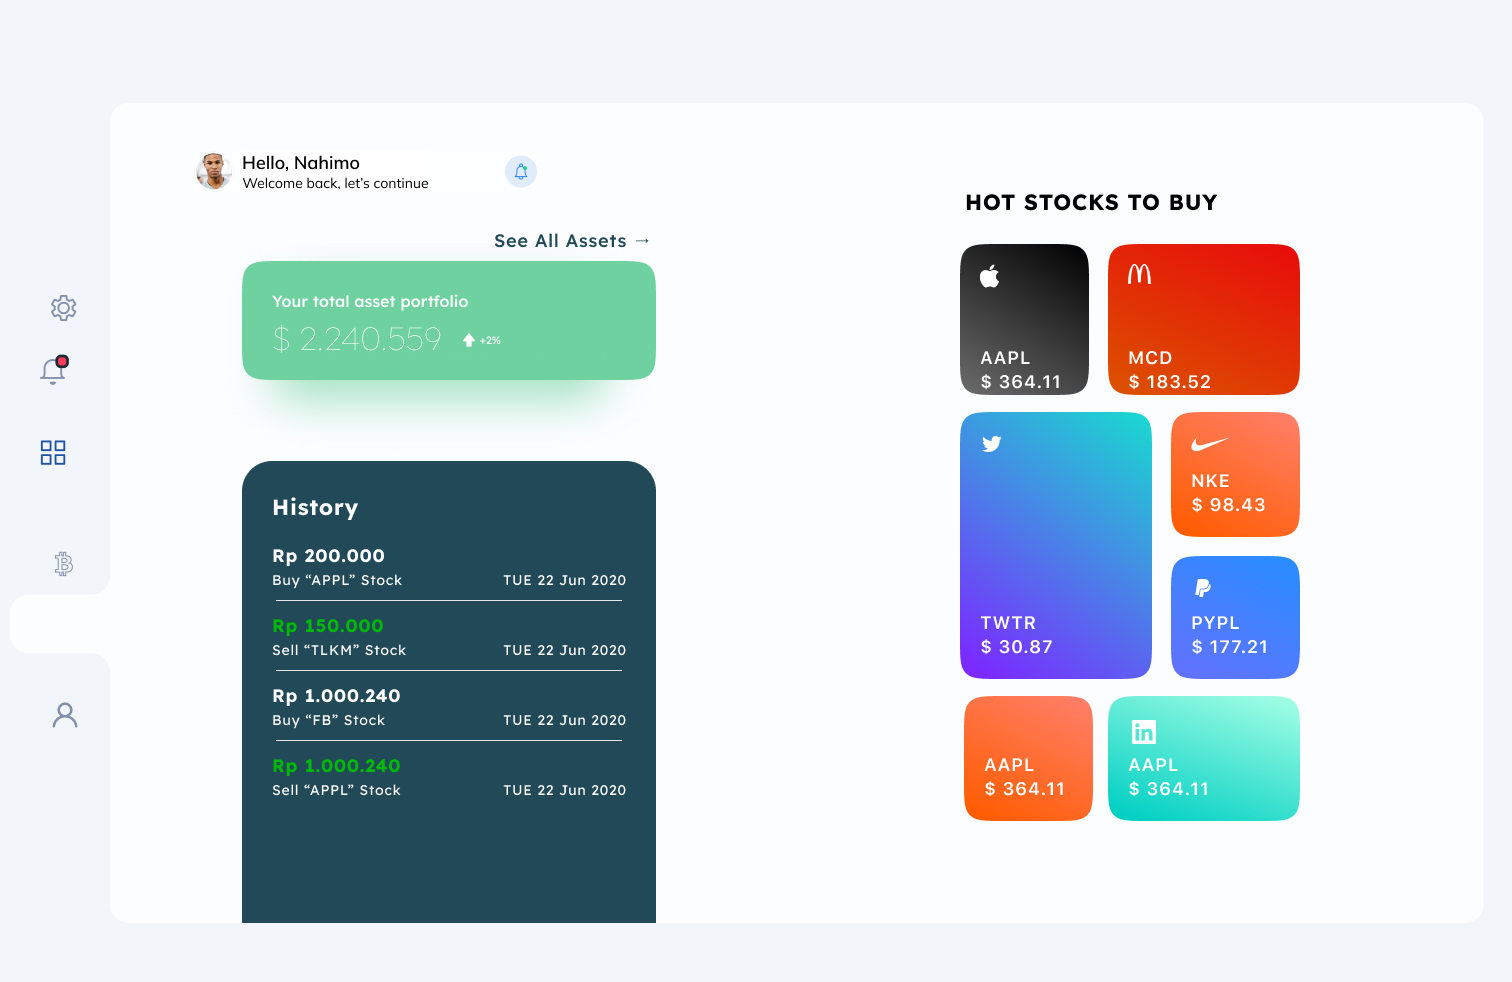 Hello, Nahimo
Welcome back, let's continue
See All Assets →
Your total asset portfolio
$ 2.240.559
+2%
History
Rp 200.000
Buy “APPL” Stock TUE 22 Jun 2020
Rp 150.000
Sell “TLKM” Stock TUE 22 Jun 2020
Rp 1.000.240
Buy “FB” Stock TUE 22 Jun 2020
Rp 1.000.240
Sell “APPL” Stock TUE 22 Jun 2020
HOT STOCKS TO BUY
AAPL
$ 364.11
MCD
$ 183.52
TWTR
$ 30.87
NKE
$ 98.43
PYPL
$ 177.21
AAPL
$ 364.11
in
AAPL
$ 364.11